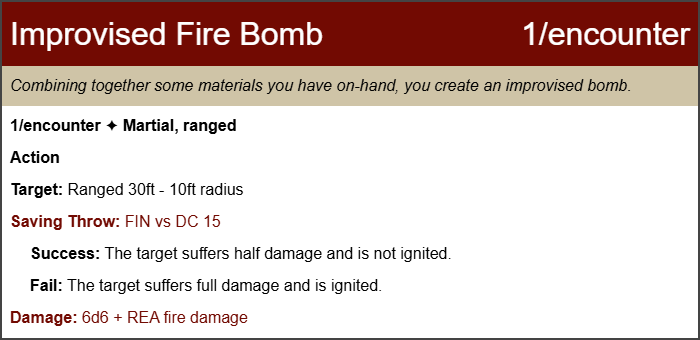 Improvised Fire Bomb 1/encounter
Combining together some materials you have on-hand, you create an improvised bomb.
1/encounter ✦ Martial, ranged
Action
Target: Ranged 30ft - 10ft radius
Saving Throw: FIN vs DC 15
Success: The target suffers half damage and is not ignited.
Fail: The target suffers full damage and is ignited.
Damage: 6d6 + REA fire damage